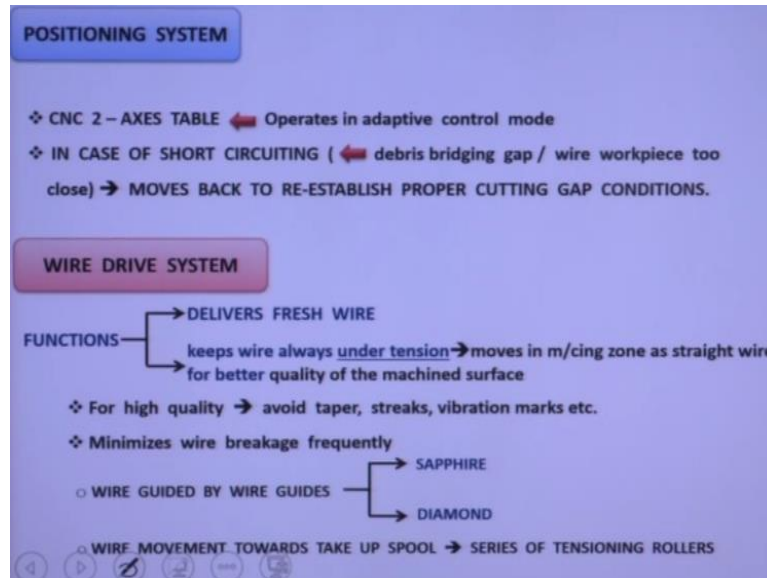 POSITIONING SYSTEM
❖ CNC 2 – AXES TABLE ⬅ Operates in adaptive control mode
❖ IN CASE OF SHORT CIRCUITING ( ⬅ debris bridging gap / wire workpiece too
close) ➔ MOVES BACK TO RE-ESTABLISH PROPER CUTTING GAP CONDITIONS.
WIRE DRIVE SYSTEM
DELIVERS FRESH WIRE
FUNCTIONS
keeps wire always under tension➔moves in m/cing zone as straight wire
for better quality of the machined surface
❖ For high quality ➔ avoid taper, streaks, vibration marks etc.
❖ Minimizes wire breakage frequently
SAPPHIRE
○ WIRE GUIDED BY WIRE GUIDES
DIAMOND
○ WIRE MOVEMENT TOWARDS TAKE UP SPOOL ➔ SERIES OF TENSIONING ROLLERS